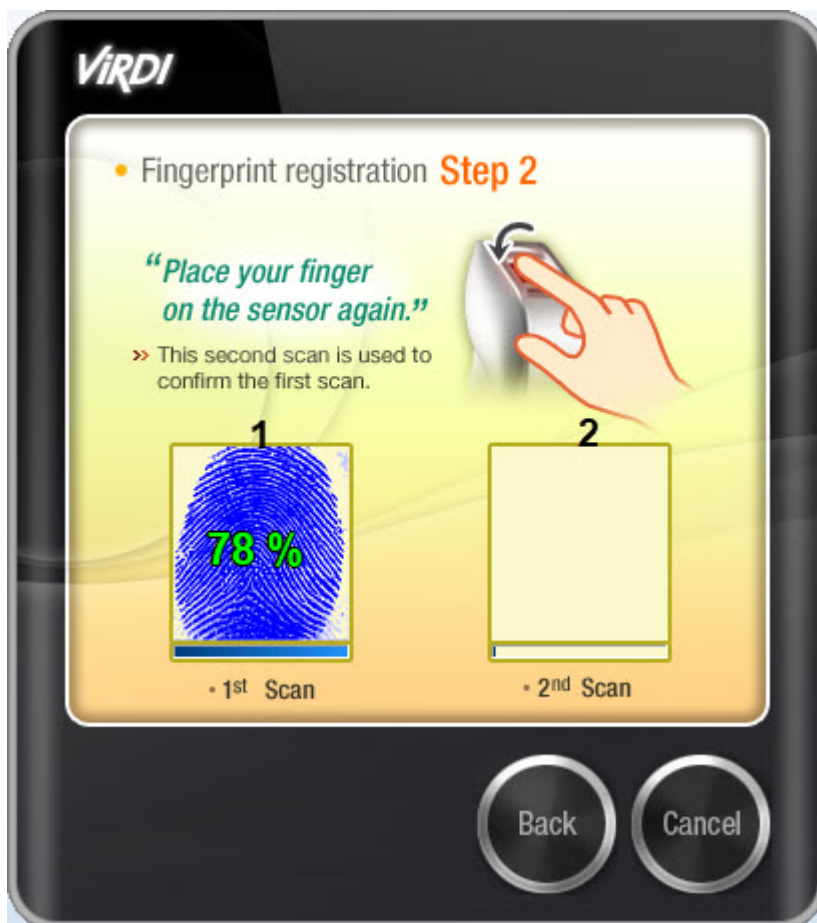 ViRDI
• Fingerprint registration Step 2
“Place your finger
on the sensor again.”
» This second scan is used to
confirm the first scan.
1
2
78 %
• 1st Scan
• 2nd Scan
Back
Cancel